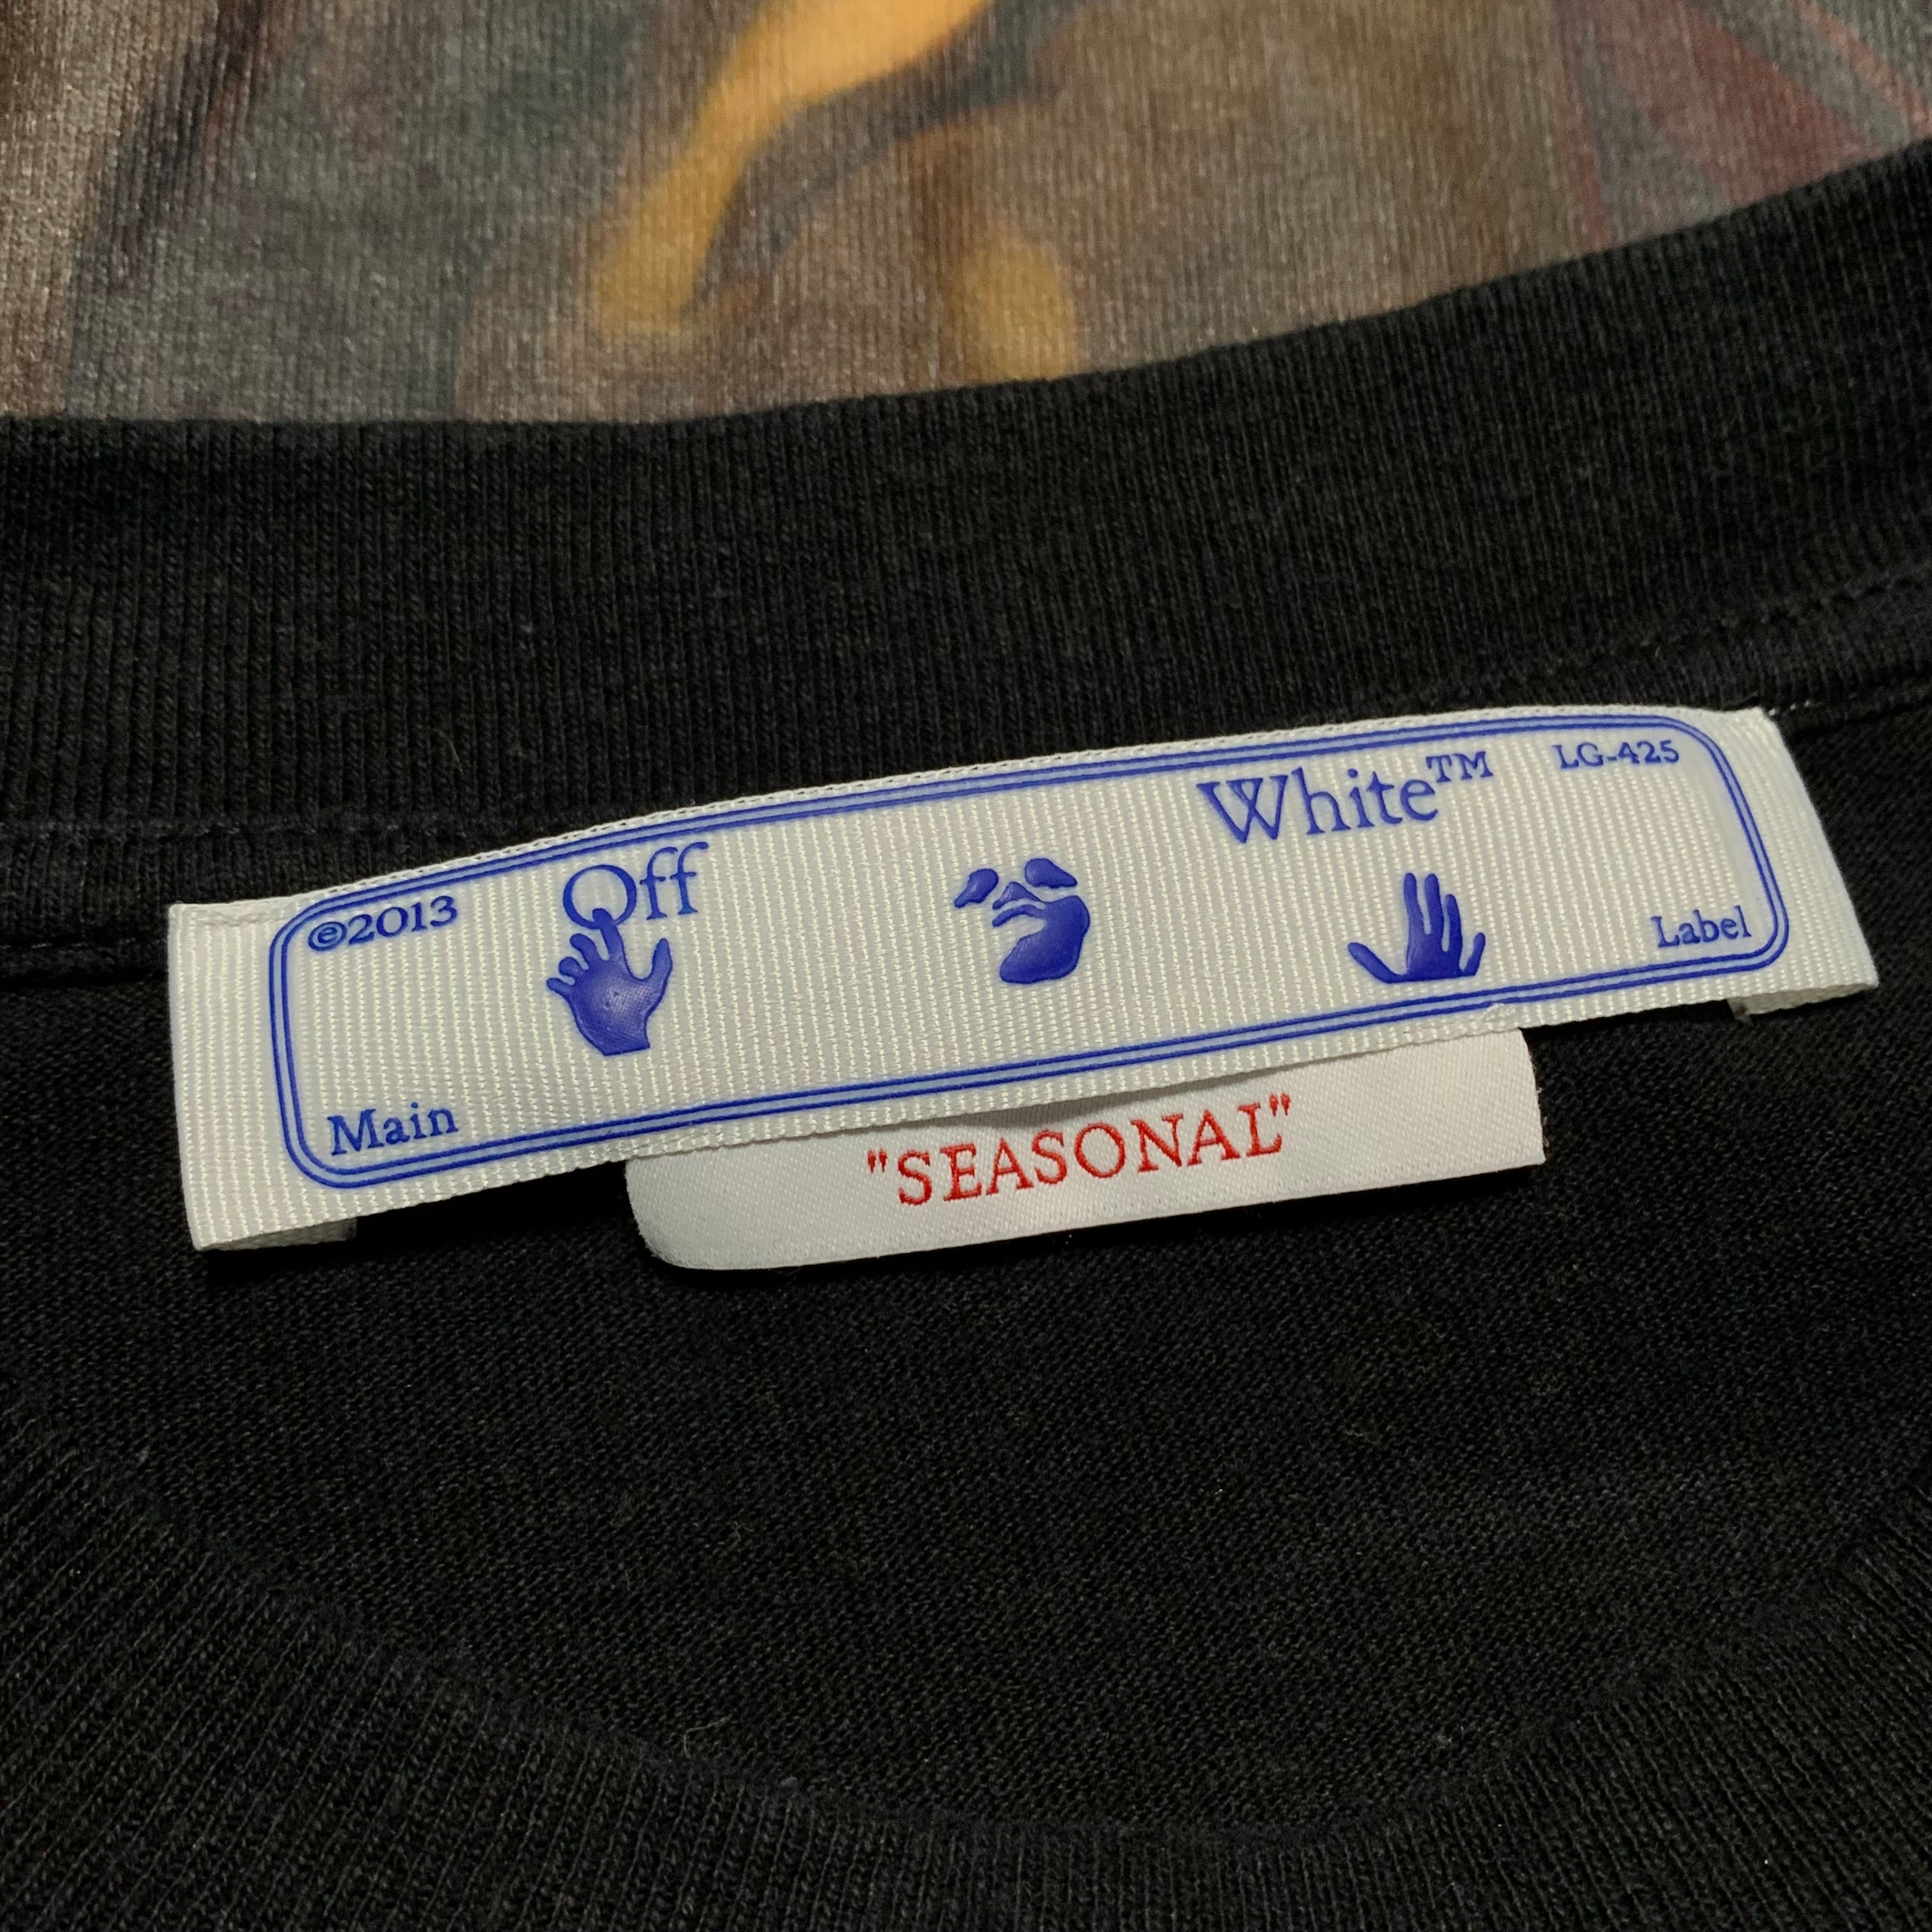 ©2013 Off White™ LG-425
Main Label
"SEASONAL"